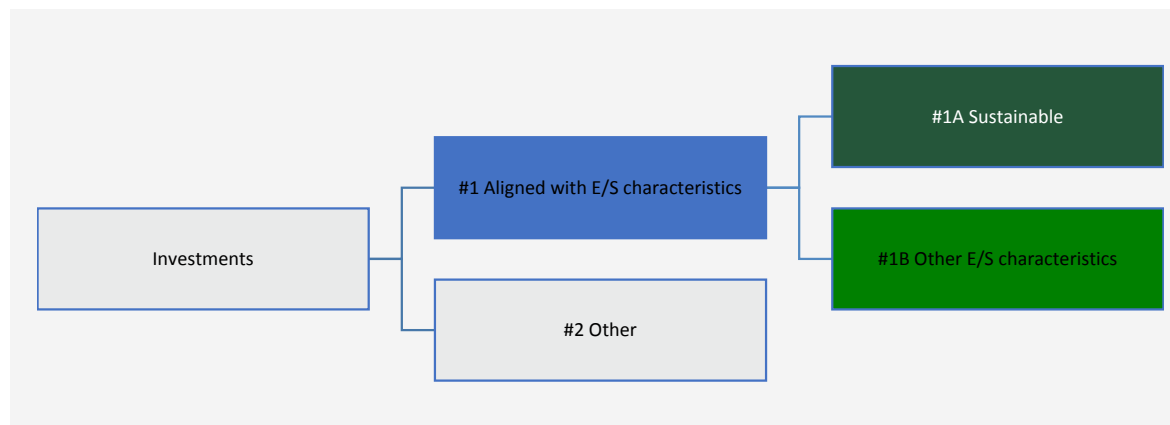 Investments
#1 Aligned with E/S characteristics
#2 Other
#1A Sustainable
#1B Other E/S characteristics